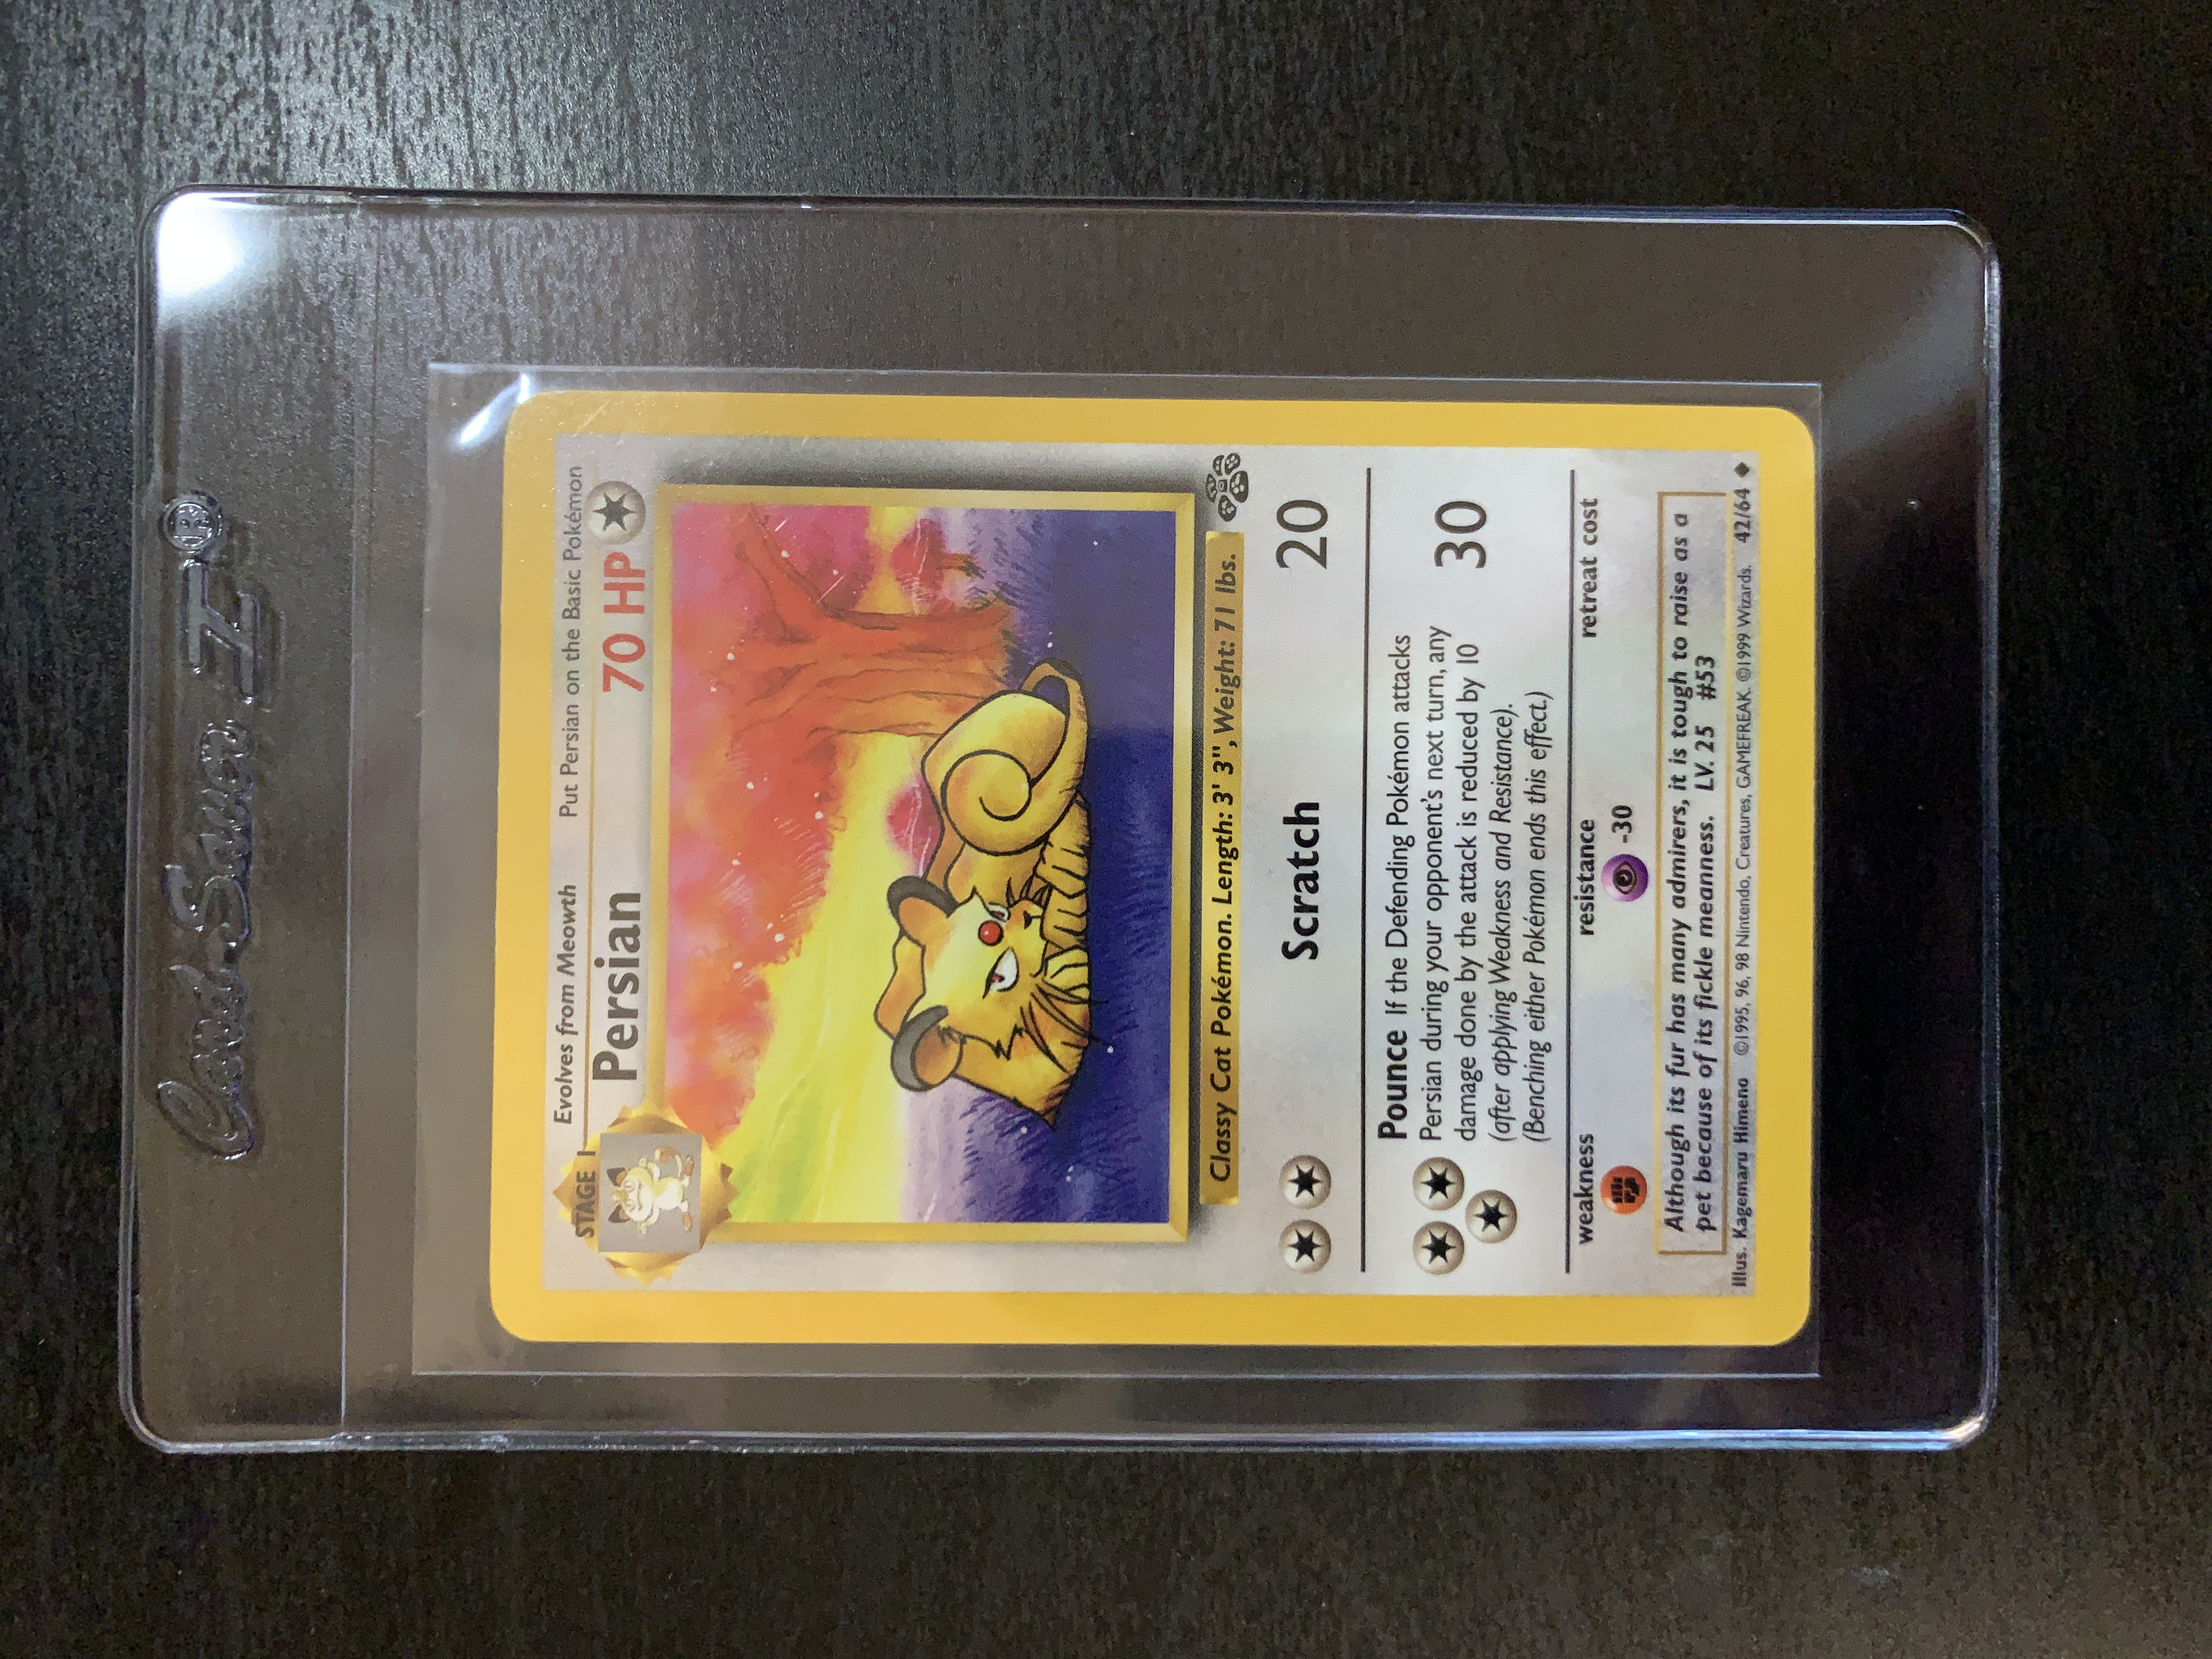 Card Saver I®
Evolves from Meowth Put Persian on the Basic Pokémon
STAGE 1
Persian 70 HP
Classy Cat Pokémon. Length: 3' 3", Weight: 71 lbs.
Scratch 20
Pounce If the Defending Pokémon attacks
Persian during your opponent's next turn, any
damage done by the attack is reduced by 10
(after applying Weakness and Resistance).
(Benching either Pokémon ends this effect.)
30
weakness resistance retreat cost
-30
Although its fur has many admirers, it is tough to raise as a
pet because of its fickle meanness. LV. 25 #53
Illus. Kagemaru Himeno ©1995, 96, 98 Nintendo, Creatures, GAMEFREAK. ©1999 Wizards. 42/64